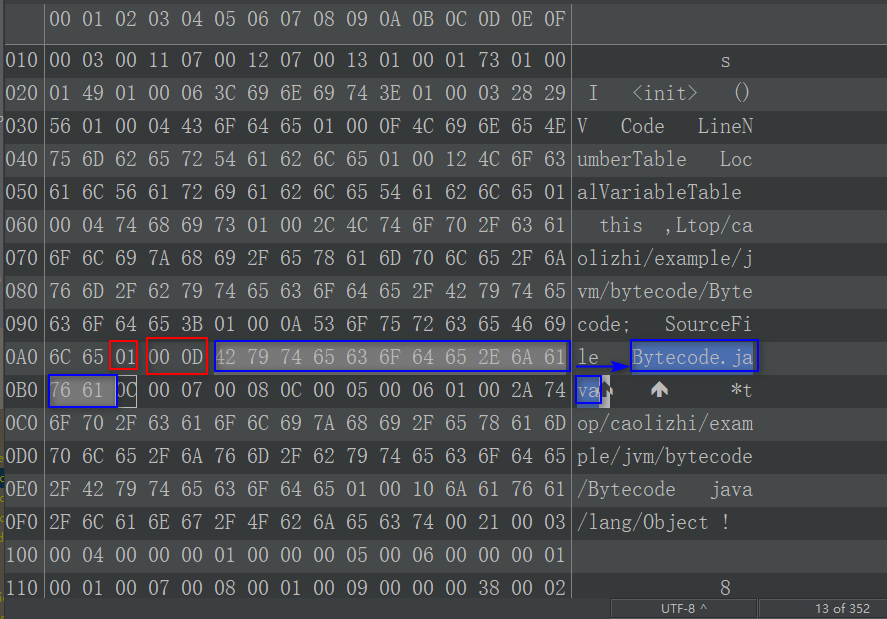 00 01 02 03 04 05 06 07 08 09 0A 0B 0C 0D 0E 0F
010 00 03 00 11 07 00 12 07 00 13 01 00 01 73 01 00 s
020 01 49 01 00 06 3C 69 6E 69 74 3E 01 00 03 28 29 I <init> ()
030 56 01 00 04 43 6F 64 65 01 00 0F 4C 69 6E 65 4E V Code LineN
040 75 6D 62 65 72 54 61 62 6C 65 01 00 12 4C 6F 63 umberTable Loc
050 61 6C 56 61 72 69 61 62 6C 65 54 61 62 6C 65 01 alVariableTable
060 00 04 74 68 69 73 01 00 2C 4C 74 6F 70 2F 63 61 this ,Ltop/ca
070 6F 6C 69 7A 68 69 2F 65 78 61 6D 70 6C 65 2F 6A olizhi/example/j
080 76 6D 2F 62 79 74 65 63 6F 64 65 2F 42 79 74 65 vm/bytecode/Byte
090 63 6F 64 65 3B 01 00 0A 53 6F 75 72 63 65 46 69 code; SourceFi
0A0 6C 65 01 00 0D 42 79 74 65 63 6F 64 65 2E 6A 61 le Bytecode.ja
0B0 76 61 0C 00 07 00 08 0C 00 05 00 06 01 00 2A 74 va *t
0C0 6F 70 2F 63 61 6F 6C 69 7A 68 69 2F 65 78 61 6D op/caolizhi/exam
0D0 70 6C 65 2F 6A 76 6D 2F 62 79 74 65 63 6F 64 65 ple/jvm/bytecode
0E0 2F 42 79 74 65 63 6F 64 65 01 00 10 6A 61 76 61 /Bytecode java
0F0 2F 6C 61 6E 67 2F 4F 62 6A 65 63 74 00 21 00 03 /lang/Object !
100 00 04 00 00 00 01 00 00 00 05 00 06 00 00 00 01
110 00 01 00 07 00 08 00 01 00 09 00 00 00 38 00 02 8
UTF-8 ^ 13 of 352